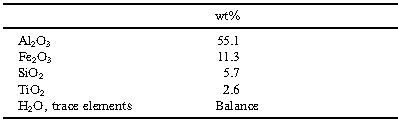 wt%
Al₂O₃ 55.1
Fe₂O₃ 11.3
SiO₂ 5.7
TiO₂ 2.6
H₂O, trace elements Balance